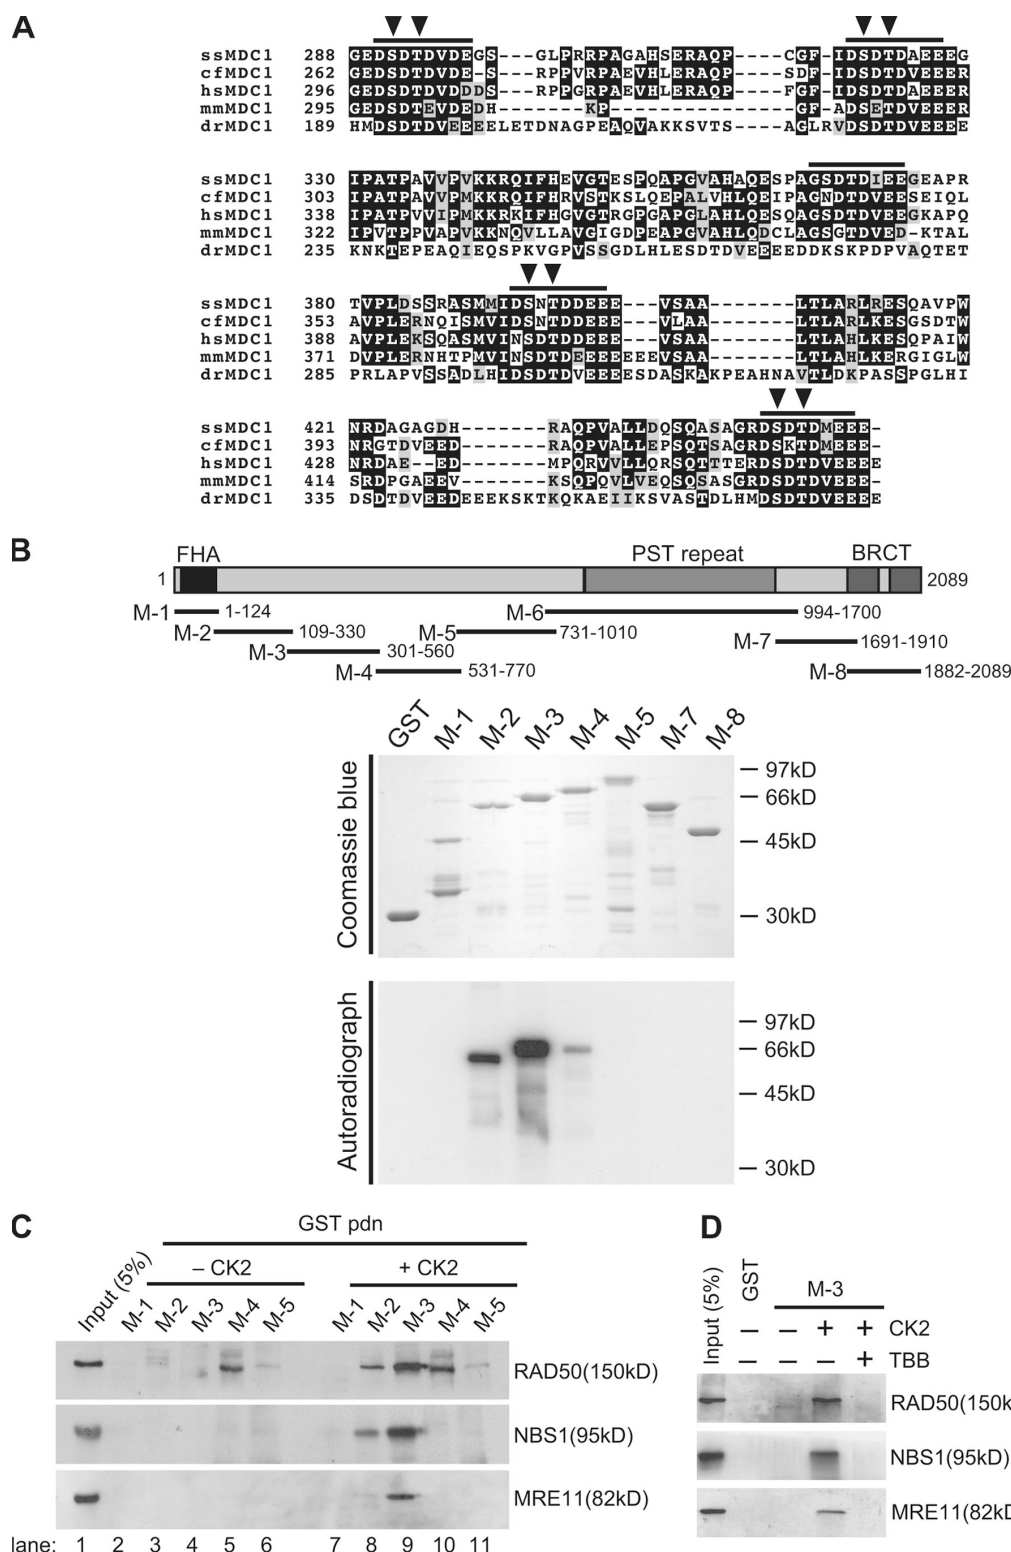 A
ssMDC1 288 GEDSDTDVDEGS---GLPRRPAGAHSERAQP----CGF-IDSDTDAEEEG
cfMDC1 262 GEDSDTDVDE-S---RPPVRPAEVHLERAQP----SDF-IDSDTDVEEER
hsMDC1 296 GEDSDTDVDDDS---RPPGRPAEVHLERAQP----FGF-IDSDTDVEEER
mmMDC1 295 GEDSDTEVDEDH-------KP---------------F-ADSETDVEEER
drMDC1 189 HMDSDTDVEEEELETDNAGPEAQVAKKSVTS-----AGLRVDSDTDVEEEE
ssMDC1 330 IPATPAVVPVKKRQIFHEVGTESPQAPGVAHAQESPAGSDTDIEEGEAPR
cfMDC1 303 IPATPAVVPMKKRQIFHRVSTKSLQEPALVHLQEIPAGNDTDVEESEIQL
hsMDC1 338 IPATPVVIPMKKRKIFHGVGTRGPGAPGLAHLQESQAGSDTDVEEGKAPQ
mmMDC1 322 IPVTPPVAPVKKNQVLLAVGIGDPEAPGVAHLQDCLAGSGTDVED-KTAL
drMDC1 235 KNKTEPEAQIEQSPKVGPVSSGDLHLESDTDVEEEEDDKSKPDPVAQTET
ssMDC1 380 TVPLDSSRASMMIDSNTDDEEE---VSAA-------LTLARLRESQAVPW
cfMDC1 353 AVPLERNQISMVIDSNTDDEEE---VLAA-------LTLARLKESGSDTW
hsMDC1 388 AVPLEKSQASMVINSDTDDEEE---VSAA-------LTLAHLKESQPAIW
mmMDC1 371 DVPLERNHTPMVINSDTDEEEEEEEVSAA-------LTLAHLKERGIGLW
drMDC1 285 PRLAPVSSADLHIDSDTDVEEEESDASKAKPEAHNAVTLDKPASSPGLHI
ssMDC1 421 NRDAGAGDH-------RAQPVALLDQSQASAGRDSDTDMEEE-
cfMDC1 393 NRGTDVEED-------RAQPVALLEPSQTSAGRDSKTDMEEE-
hsMDC1 428 NRDAE--ED-------MPQRVVLLQRSQTTTERDSDTDVEEEE
mmMDC1 414 SRDPGAEEV-------KSQPQVLVEQSQSASGRDSDTDVEEE-
drMDC1 335 DSDTDVEEDEEEKSKTKQKAEIIKSVASTDLHMDSDTDVEEEE
B
FHA PST repeat BRCT
1 2089
M-1 1-124
M-6 994-1700
M-2 109-330
M-5 731-1010
M-7 1691-1910
M-3 301-560
M-4 531-770
M-8 1882-2089
GST M-1 M-2 M-3 M-4 M-5 M-7 M-8
Coomassie blue
97kD
66kD
45kD
30kD
Autoradiograph
97kD
66kD
45kD
30kD
C
GST pdn
– CK2 + CK2
Input (5%) M-1 M-2 M-3 M-4 M-5 M-1 M-2 M-3 M-4 M-5
RAD50(150kD)
NBS1(95kD)
MRE11(82kD)
lane: 1 2 3 4 5 6 7 8 9 10 11
D
Input (5%) GST M-3
– – + + CK2
– – – + TBB
RAD50(150k
NBS1(95kD)
MRE11(82kD